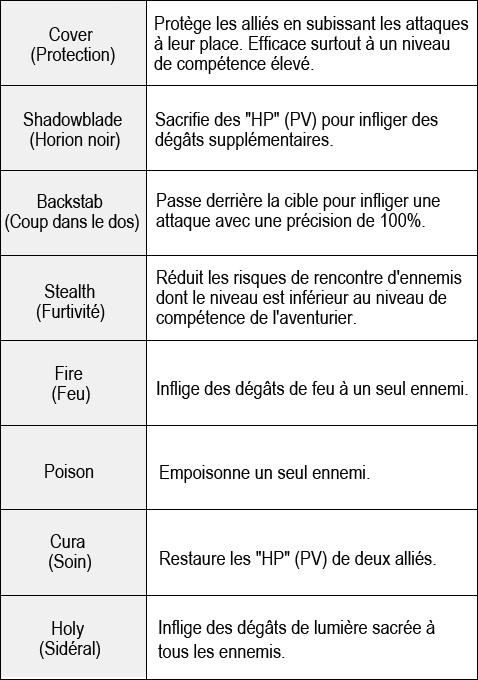 Cover
(Protection)
Protège les alliés en subissant les attaques
à leur place. Efficace surtout à un niveau
de compétence élevé.
Shadowblade
(Horion noir)
Sacrifie des "HP" (PV) pour infliger des
dégâts supplémentaires.
Backstab
(Coup dans le dos)
Passe derrière la cible pour infliger une
attaque avec une précision de 100%.
Stealth
(Furtivité)
Réduit les risques de rencontre d'ennemis
dont le niveau est inférieur au niveau de
compétence de l'aventurier.
Fire
(Feu)
Inflige des dégâts de feu à un seul ennemi.
Poison
Empoisonne un seul ennemi.
Cura
(Soin)
Restaure les "HP" (PV) de deux alliés.
Holy
(Sidéral)
Inflige des dégâts de lumière sacrée à
tous les ennemis.